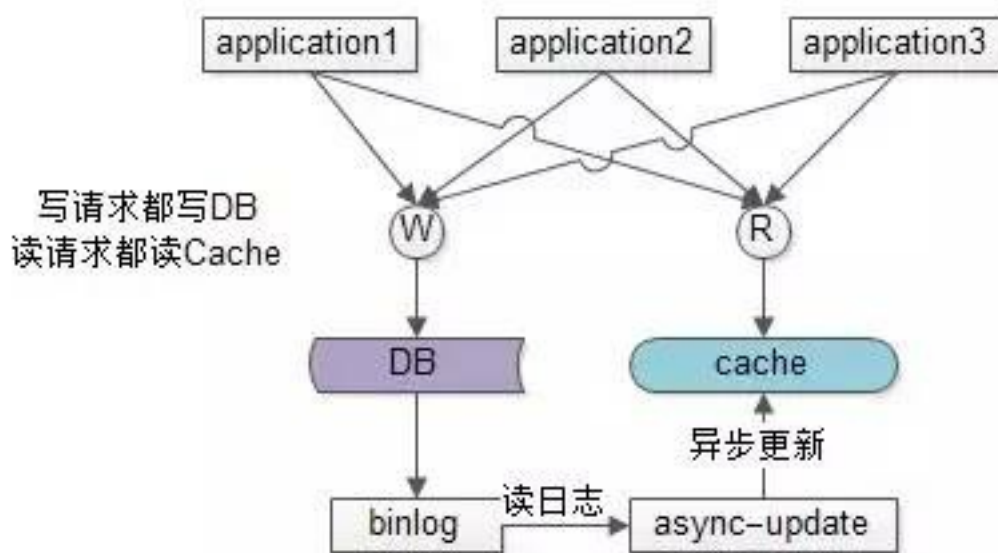 application1
application2
application3
写请求都写DB
读请求都读Cache
W
R
DB
cache
异步更新
读日志
binlog
async-update